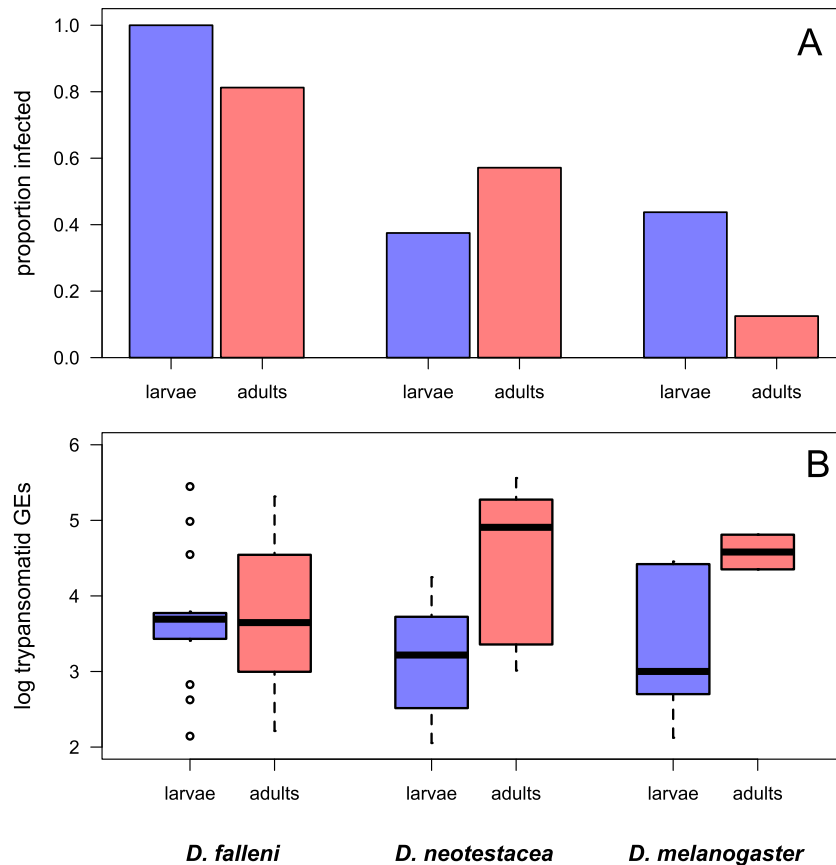 A
proportion infected
1.0
0.8
0.6
0.4
0.2
0.0
larvae adults larvae adults larvae adults
B
log trypansomatid GEs
6
5
4
3
2
larvae adults larvae adults larvae adults
D. falleni D. neotestacea D. melanogaster